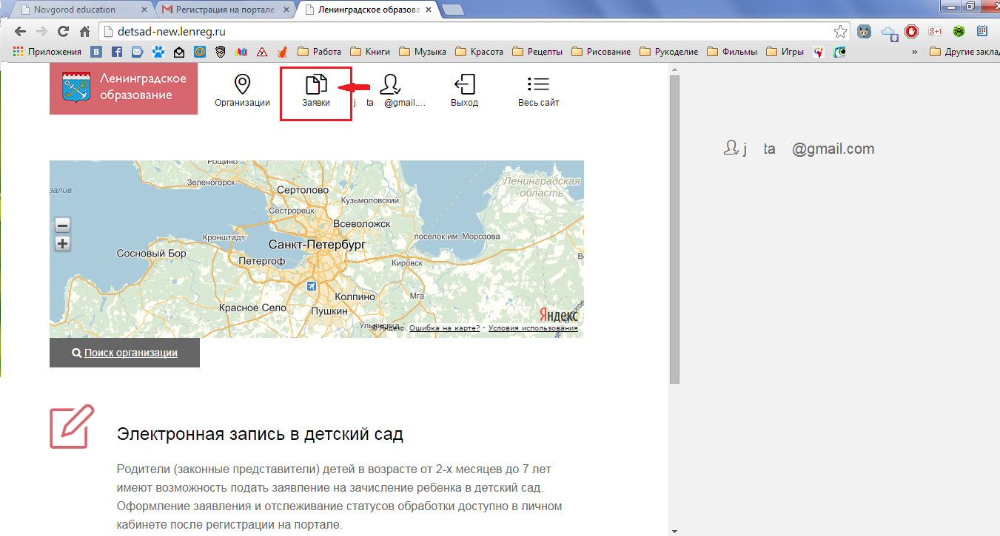 Novgorod education
Регистрация на портале
Ленинградское образова
detsad-new.lenreg.ru
Приложения
Работа
Книги
Музыка
Красота
Рецепты
Рисование
Рукоделие
Фильмы
Игры
»
Другие заклад
Ленинградское
образование
Организации
Заявки
j ta @gmail.…
Выход
Весь сайт
j ta @gmail.com
Рощино
залив
Зеленогорск
Сертолово
Ленинградская
область
Кузьмоловский
Сестрорецк
Всеволожск
Кронштадт
поселок им. Морозова
Санкт-Петербург
Сосновый Бор
Петергоф
Кировск
Колпино
Мга
Красное Село
Пушкин
Яндекс
Ульяновка
© Яндекс Ошибка на карте? · Условия использования
Поиск организации
Электронная запись в детский сад
Родители (законные представители) детей в возрасте от 2-х месяцев до 7 лет
имеют возможность подать заявление на зачисление ребенка в детский сад.
Оформление заявления и отслеживание статусов обработки доступно в личном
кабинете после регистрации на портале.